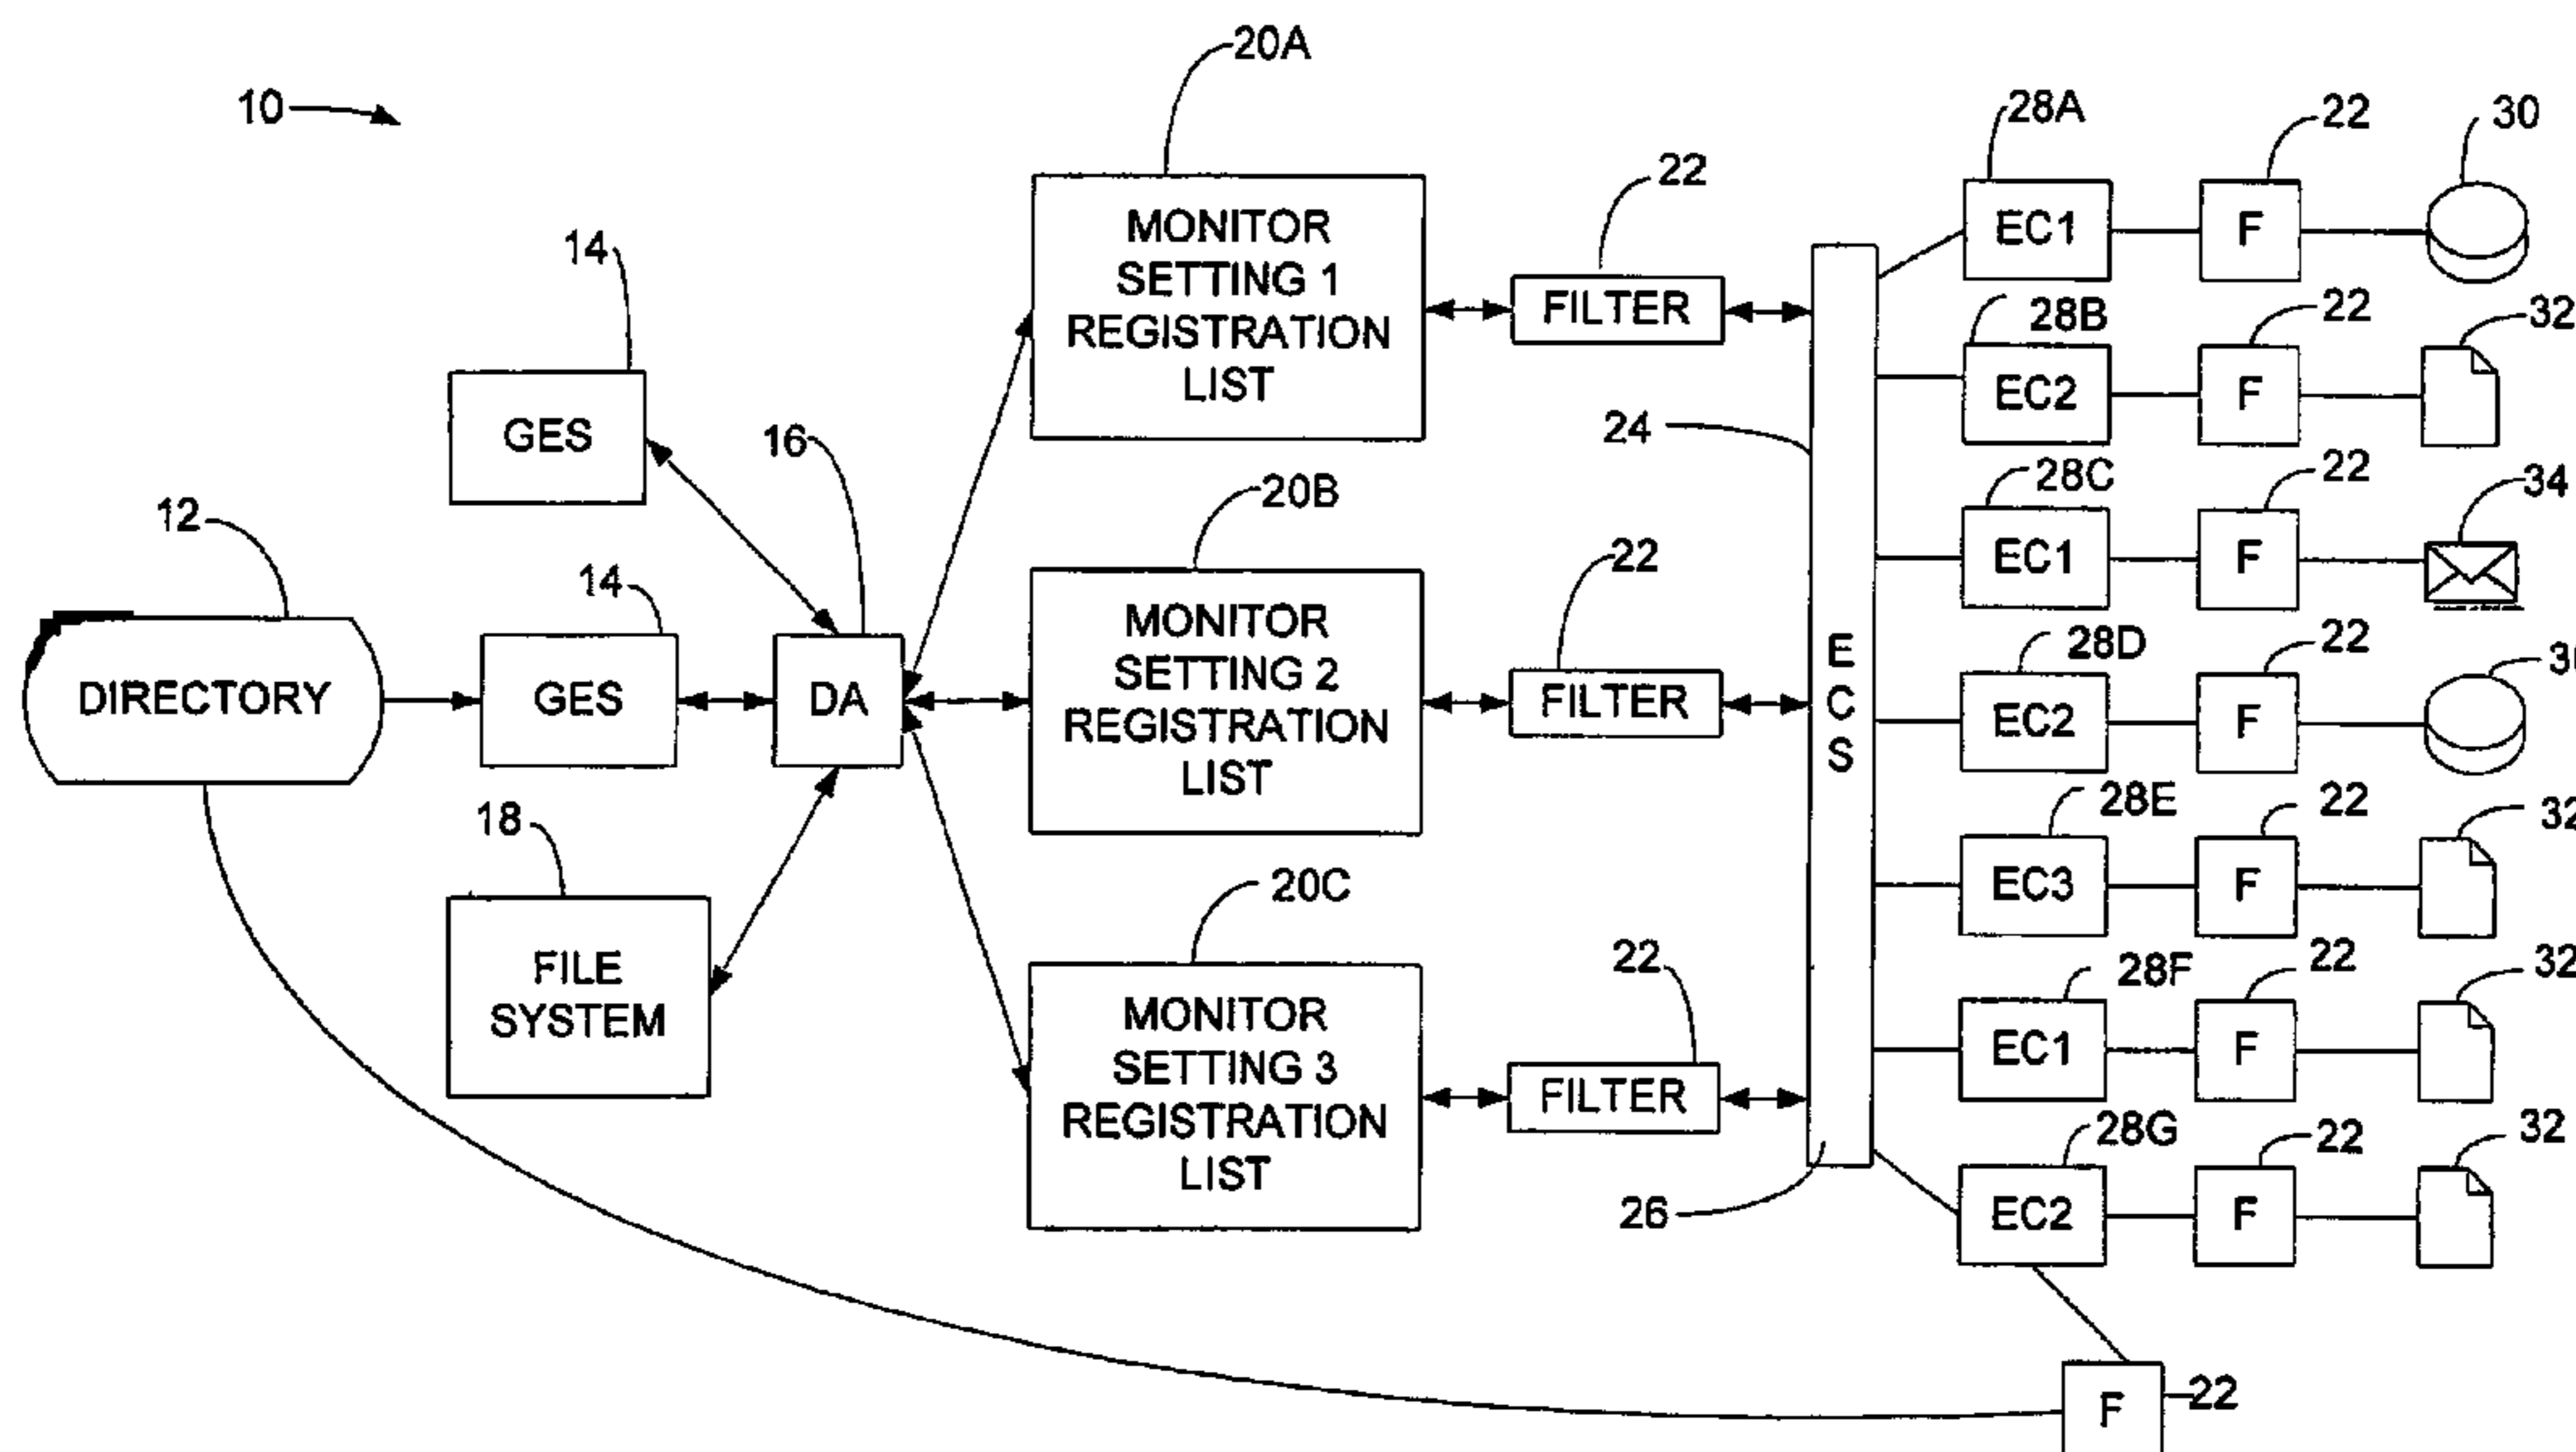 10
20A
28A
22
30
MONITOR
SETTING 1
REGISTRATION
LIST
22
FILTER
EC1
F
14
GES
28B
22
32
EC2
F
12
DIRECTORY
14
GES
16
DA
20B
MONITOR
SETTING 2
REGISTRATION
LIST
22
FILTER
24
E
C
S
28C
22
34
EC1
F
28D
22
EC2
F
18
FILE
SYSTEM
28E
22
32
EC3
F
20C
MONITOR
SETTING 3
REGISTRATION
LIST
22
FILTER
26
28F
22
32
EC1
F
28G
22
32
EC2
F
F
22